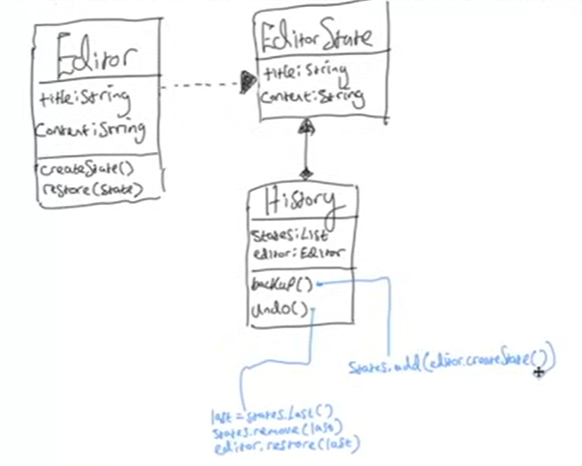 Editor
title:String
Content:String
createState()
restore(state)
EditorState
title:String
Content:String
History
States:List
editor:Editor
backup()
undo()
States.add(editor.createState())
last=states.last()
states.remove(last)
editor.restore(last)